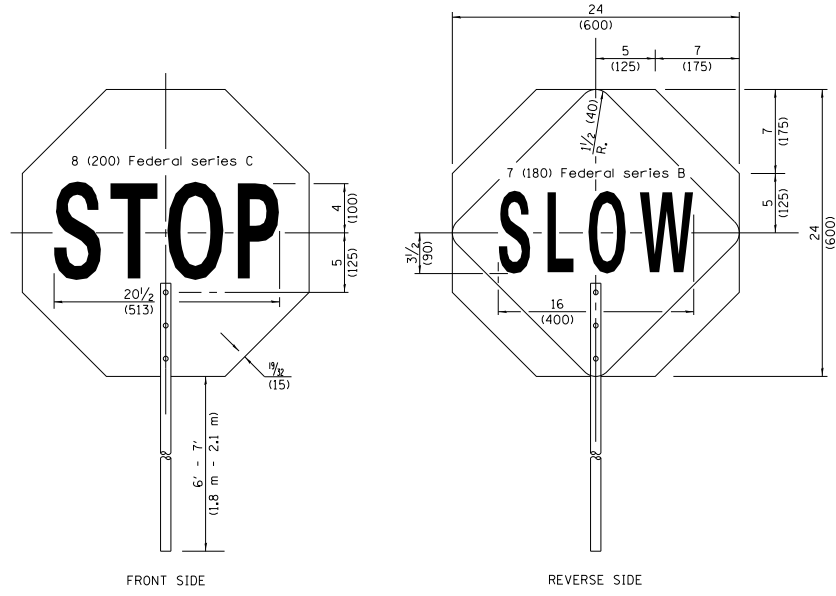 8 (200) Federal series C
STOP
4
(100)
5
(125)
20 1/2
(513)
19/32
(15)
6' - 7'
(1.8 m - 2.1 m)
FRONT SIDE
24
(600)
5
(125)
7
(175)
1 1/2 (40)
R.
7
(175)
7 (180) Federal series B
5
(125)
24
(600)
SLOW
3 1/2
(90)
16
(400)
REVERSE SIDE